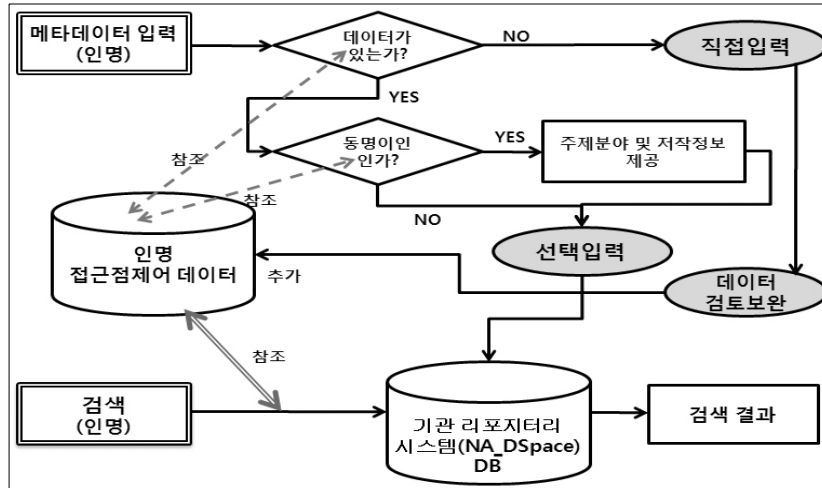 메타데이터 입력
(인명)
데이터가
있는가?
NO
직접입력
YES
참조
동명이인
인가?
YES
주제분야 및 저작정보
제공
참조
NO
인명
접근점제어 데이터
추가
선택입력
데이터
검토보완
참조
검색
(인명)
기관 리포지터리
시스템(NA_DSpace)
DB
검색 결과